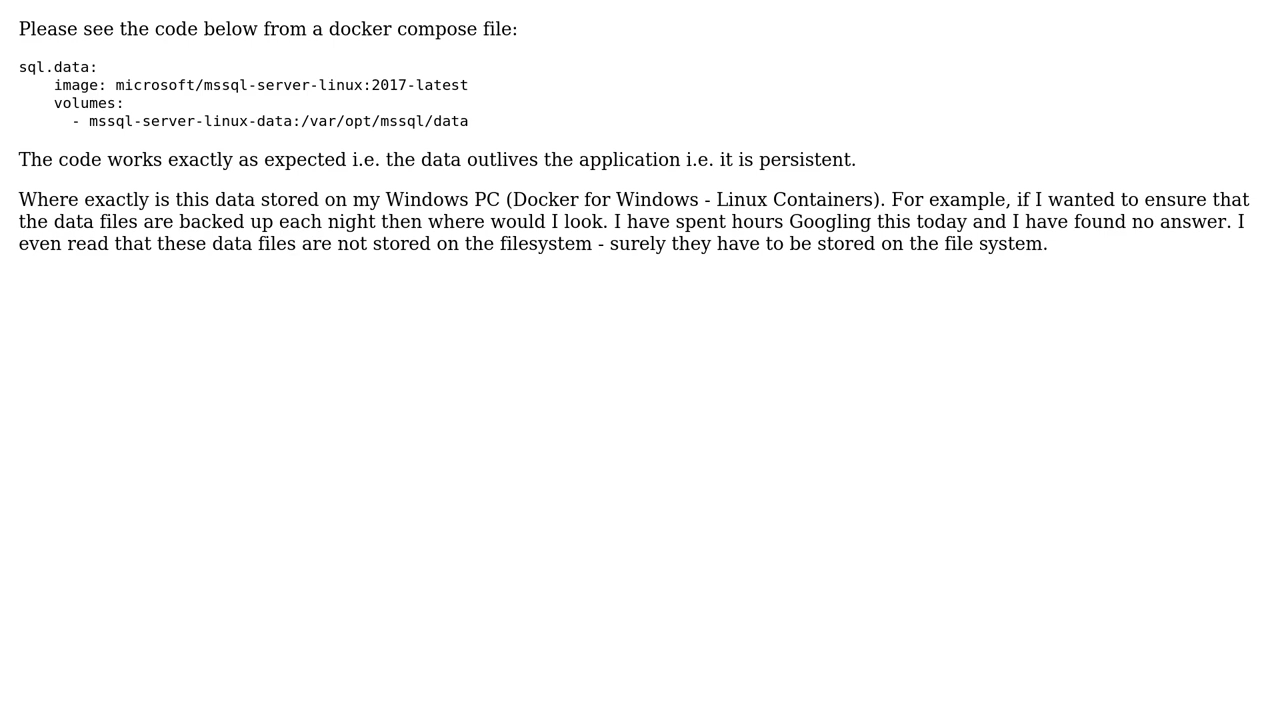 Please see the code below from a docker compose file:
sql.data:
    image: microsoft/mssql-server-linux:2017-latest
    volumes:
      - mssql-server-linux-data:/var/opt/mssql/data
The code works exactly as expected i.e. the data outlives the application i.e. it is persistent.
Where exactly is this data stored on my Windows PC (Docker for Windows - Linux Containers). For example, if I wanted to ensure that
the data files are backed up each night then where would I look. I have spent hours Googling this today and I have found no answer. I
even read that these data files are not stored on the filesystem - surely they have to be stored on the file system.